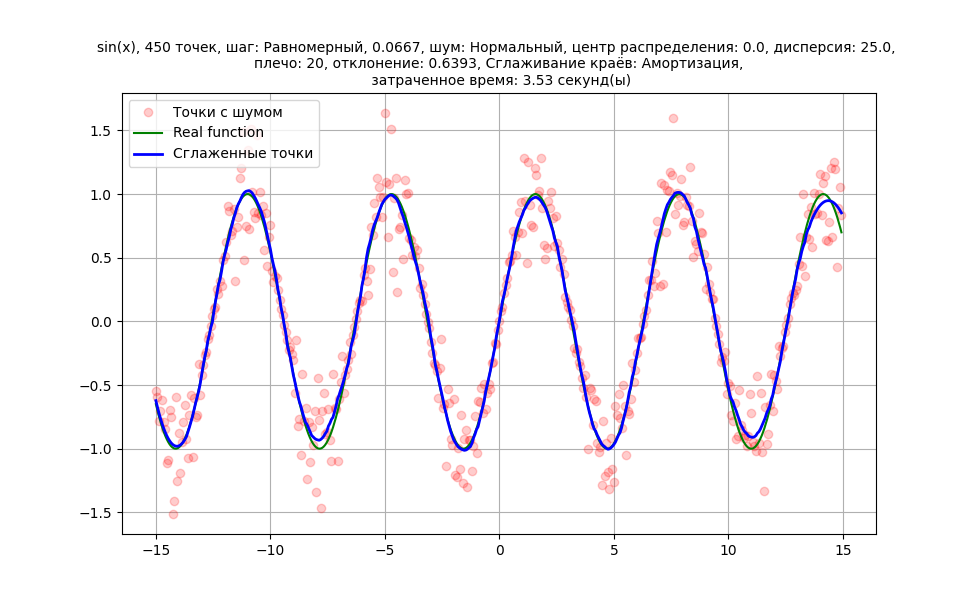 sin(x), 450 точек, шаг: Равномерный, 0.0667, шум: Нормальный, центр распределения: 0.0, дисперсия: 25.0,
плечо: 20, отклонение: 0.6393, Сглаживание краёв: Амортизация,
затраченное время: 3.53 секунд(ы)
Точки с шумом
Real function
Сглаженные точки
1.5
1.0
0.5
0.0
−0.5
−1.0
−1.5
−15
−10
−5
0
5
10
15